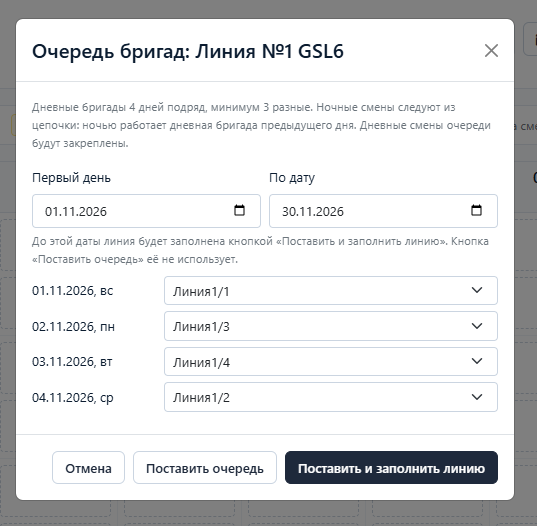 Очередь бригад: Линия №1 GSL6
Дневные бригады 4 дней подряд, минимум 3 разные. Ночные смены следуют из
цепочки: ночью работает дневная бригада предыдущего дня. Дневные смены очереди
будут закреплены.
Первый день
По дату
01.11.2026
30.11.2026
До этой даты линия будет заполнена кнопкой «Поставить и заполнить линию». Кнопка
«Поставить очередь» её не использует.
01.11.2026, вс
Линия1/1
02.11.2026, пн
Линия1/3
03.11.2026, вт
Линия1/4
04.11.2026, ср
Линия1/2
Отмена
Поставить очередь
Поставить и заполнить линию